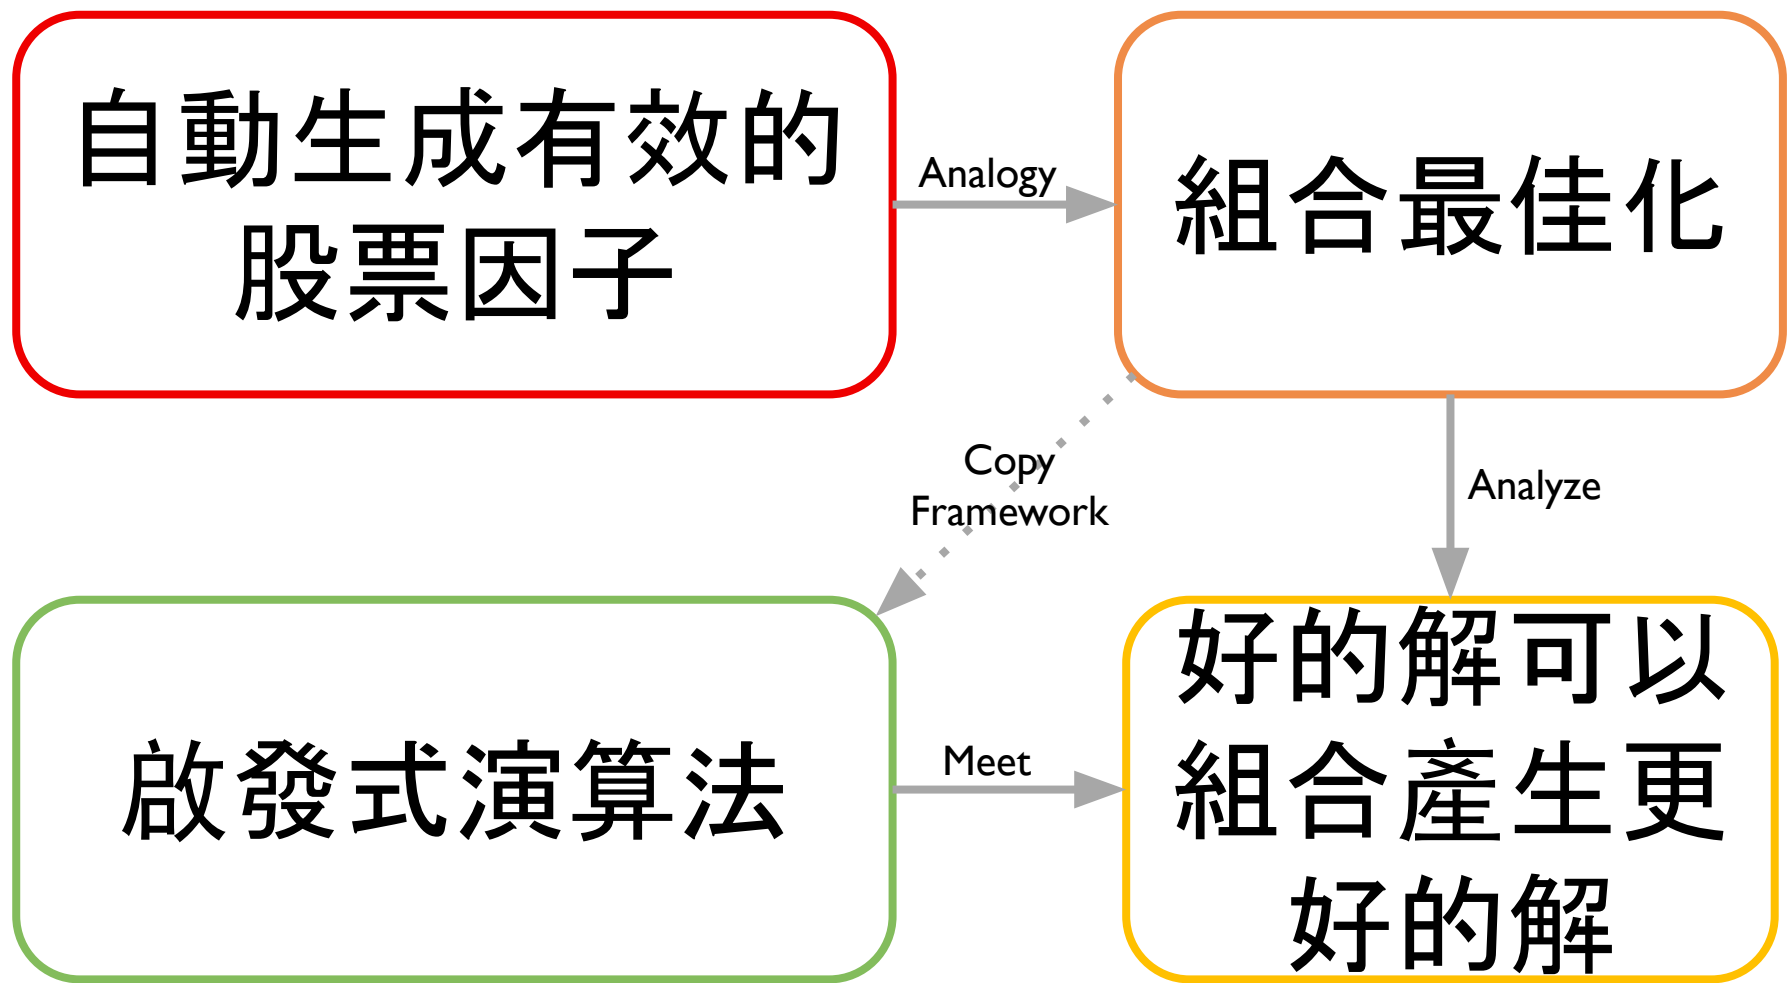 自動生成有效的
股票因子
Analogy
組合最佳化
Copy
Framework
Analyze
啟發式演算法
Meet
好的解可以
組合產生更
好的解